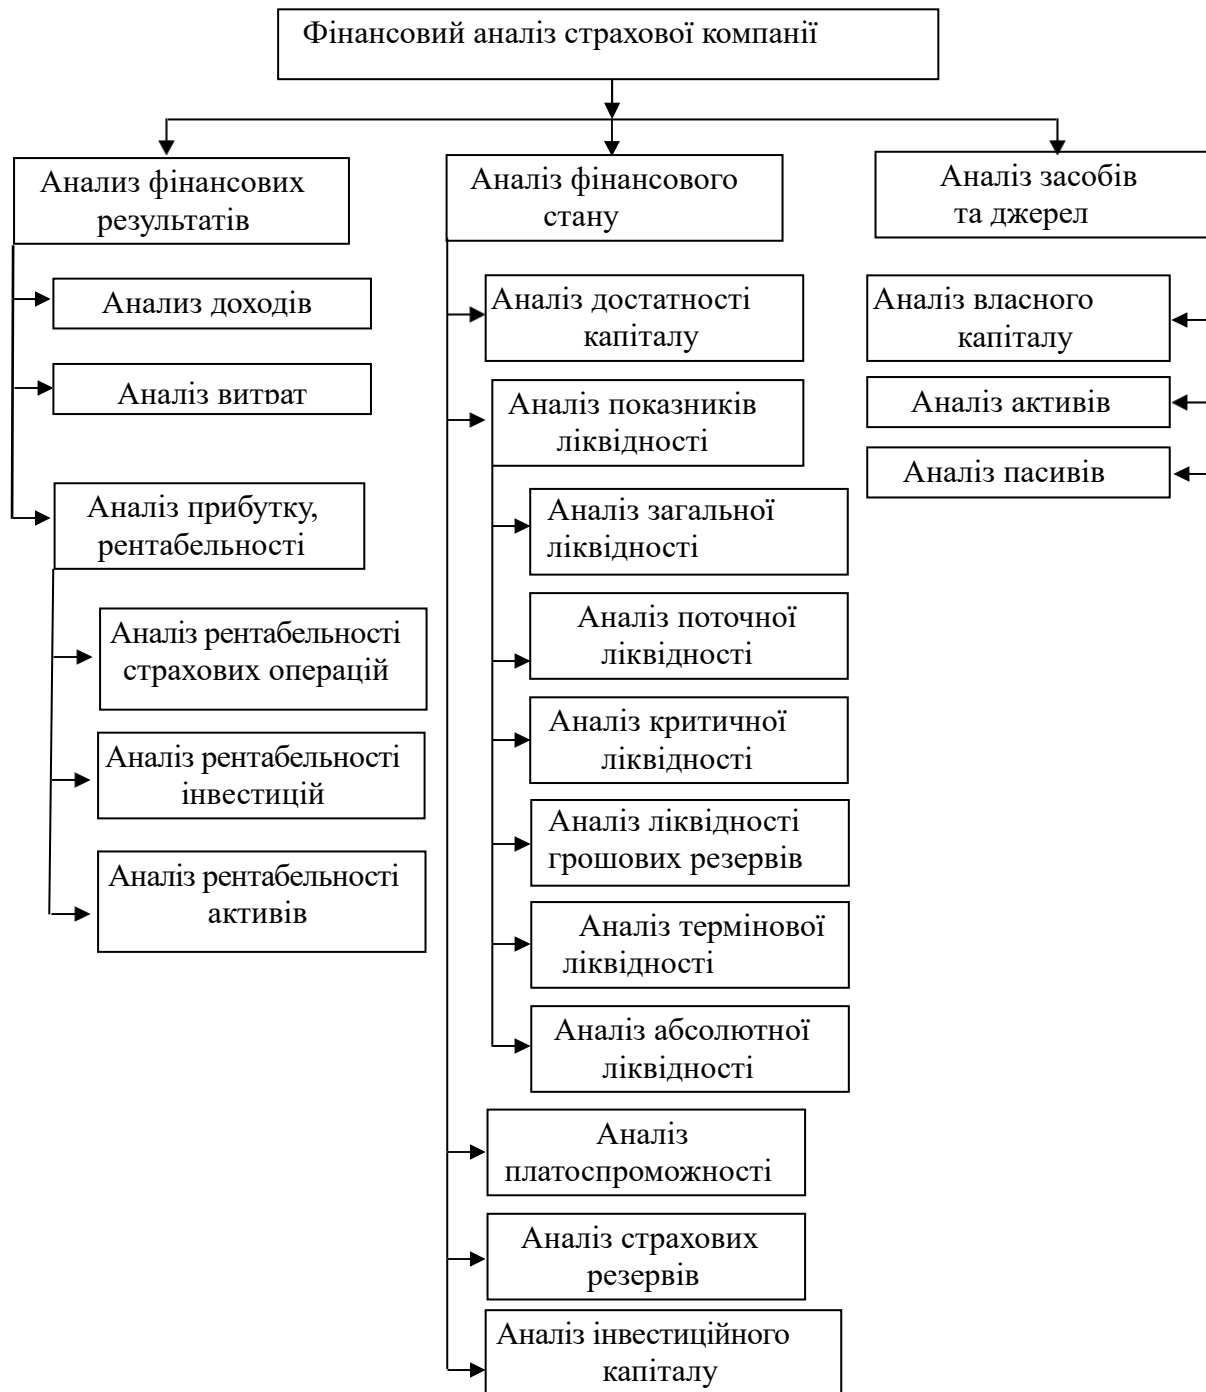 Фінансовий аналіз страхової компанії
Анализ фінансових
результатів
Анализ доходів
Аналіз витрат
Аналіз прибутку,
рентабельності
Аналіз рентабельності
страхових операцій
Аналіз рентабельності
інвестицій
Аналіз рентабельності
активів
Аналіз фінансового
стану
Аналіз достатності
капіталу
Аналіз показників
ліквідності
Аналіз загальної
ліквідності
Аналіз поточної
ліквідності
Аналіз критичної
ліквідності
Аналіз ліквідності
грошових резервів
Аналіз термінової
ліквідності
Аналіз абсолютної
ліквідності
Аналіз
платоспроможності
Аналіз страхових
резервів
Аналіз інвестиційного
капіталу
Аналіз засобів
та джерел
Аналіз власного
капіталу
Аналіз активів
Аналіз пасивів